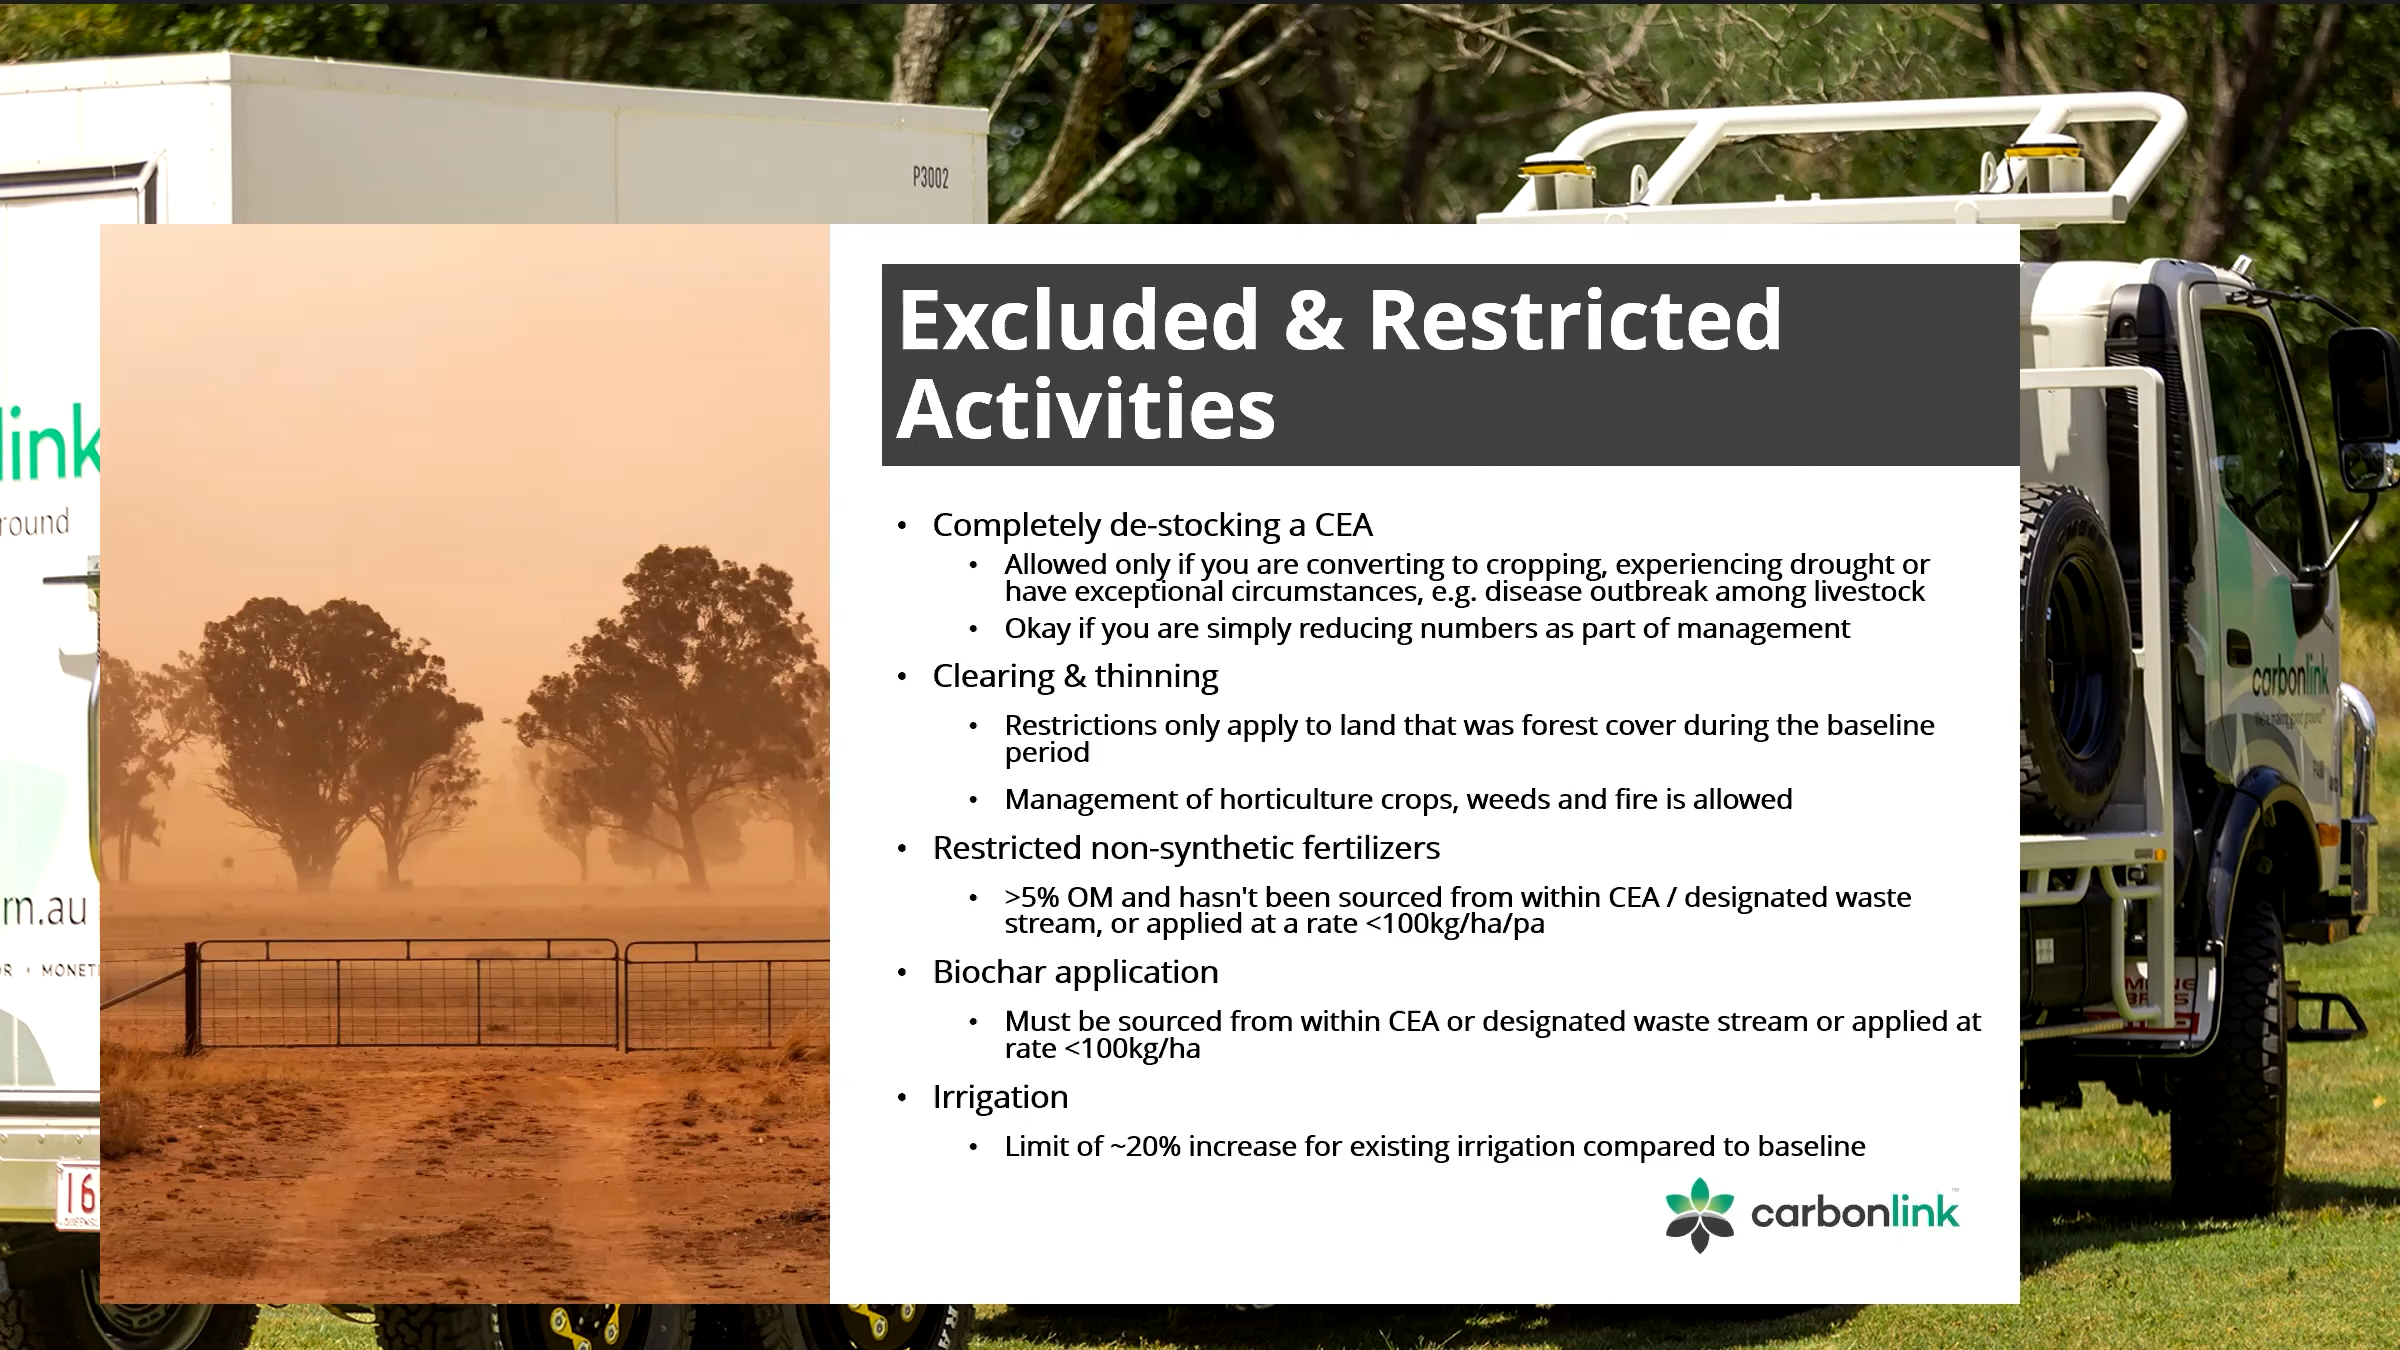 P3002
link
round
rn.au
MONET
16
Excluded & Restricted
Activities
• Completely de-stocking a CEA
• Allowed only if you are converting to cropping, experiencing drought or
have exceptional circumstances, e.g. disease outbreak among livestock
• Okay if you are simply reducing numbers as part of management
• Clearing & thinning
• Restrictions only apply to land that was forest cover during the baseline
period
• Management of horticulture crops, weeds and fire is allowed
• Restricted non-synthetic fertilizers
• >5% OM and hasn't been sourced from within CEA / designated waste
stream, or applied at a rate <100kg/ha/pa
• Biochar application
• Must be sourced from within CEA or designated waste stream or applied at
rate <100kg/ha
• Irrigation
• Limit of ~20% increase for existing irrigation compared to baseline
carbonlink™
carbonlink